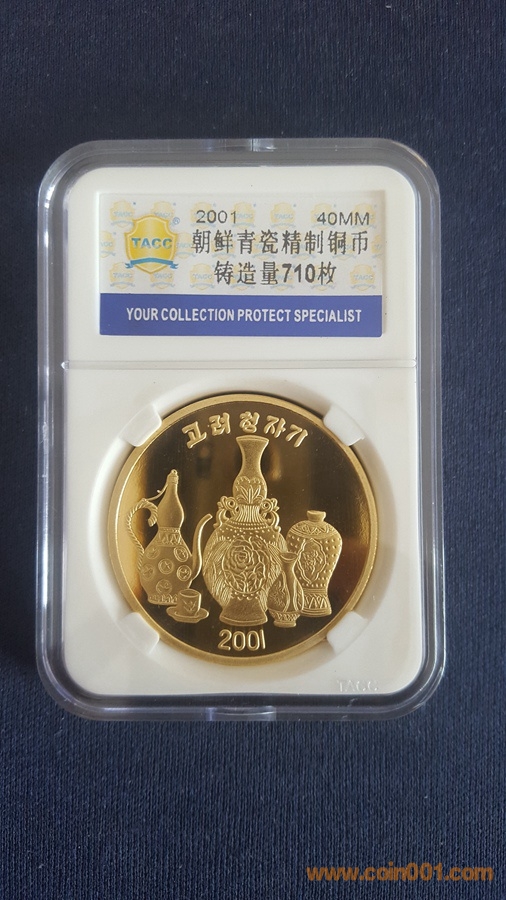 2001 40MM
TACC ®
朝鲜青瓷精制铜币
铸造量710枚
YOUR COLLECTION PROTECT SPECIALIST
고려청자기
2001
TACC
www.coin001.com